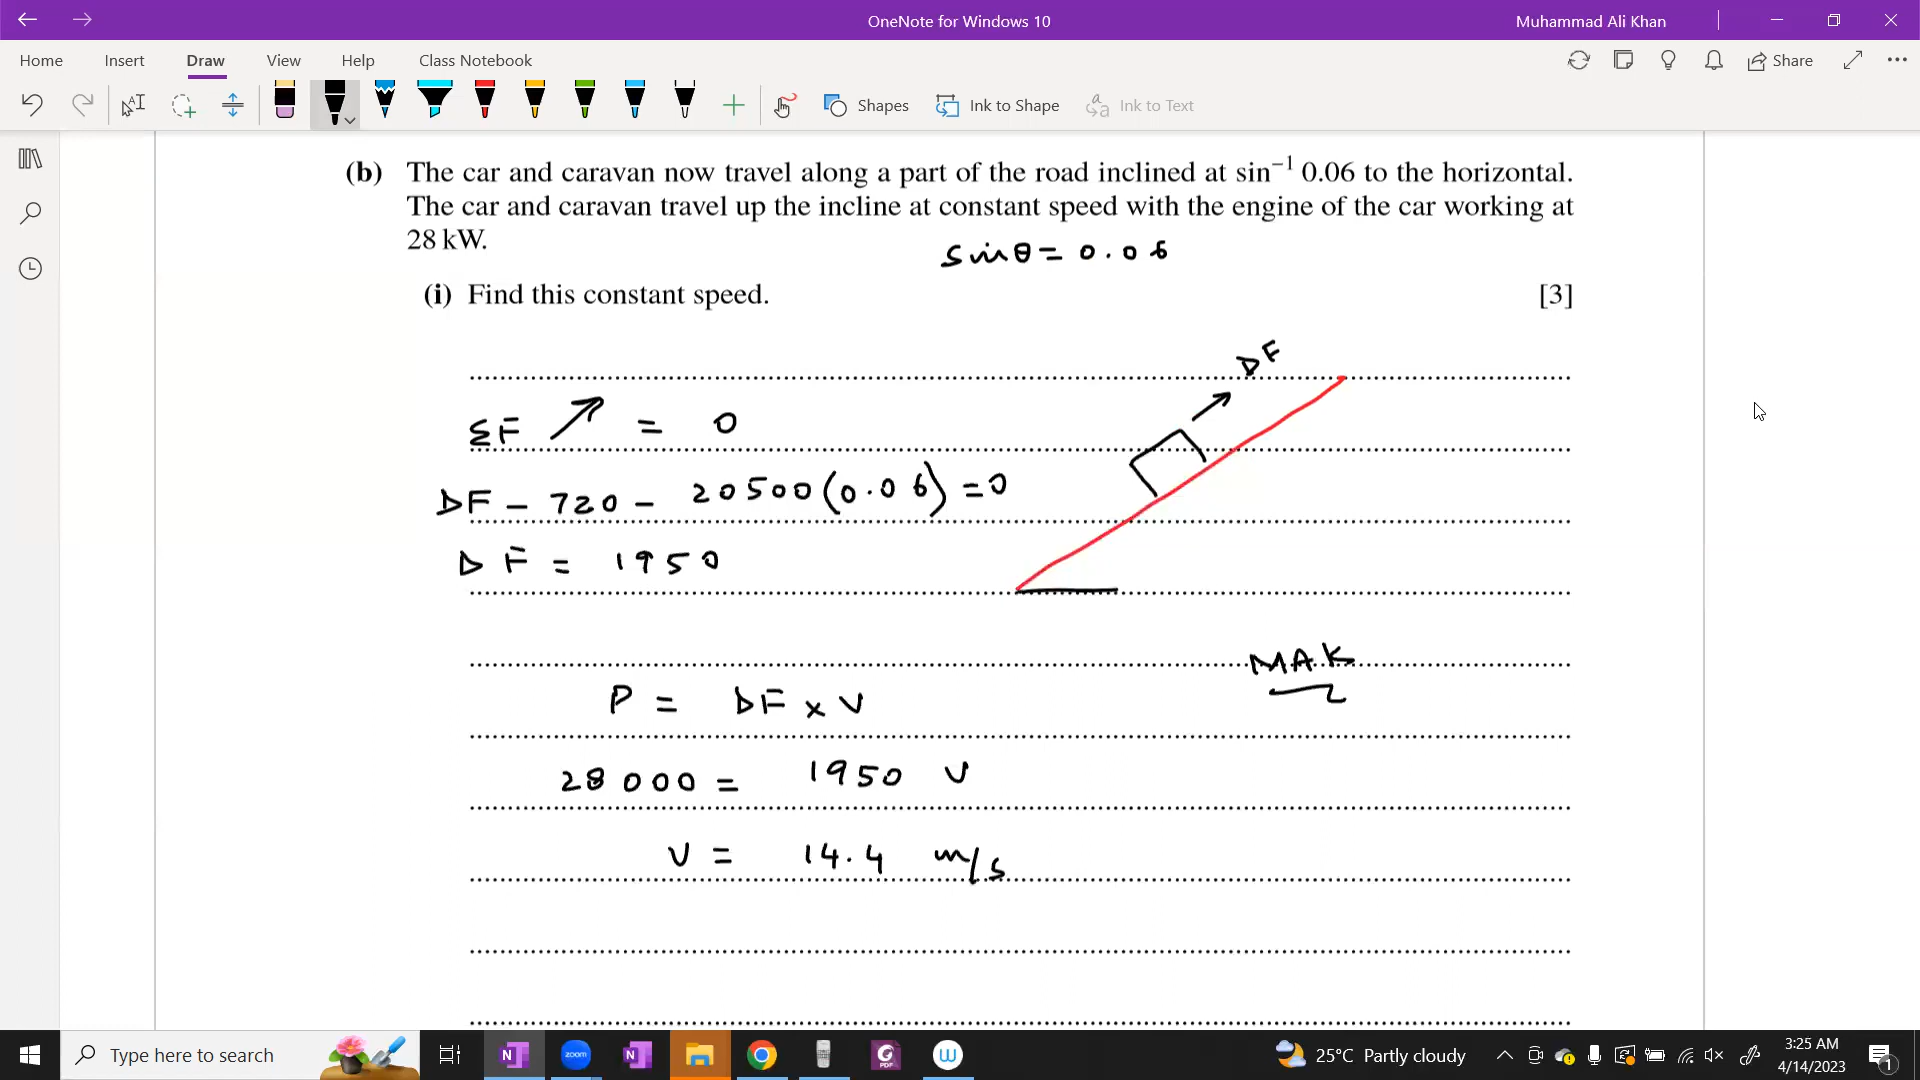 OneNote for Windows 10
Muhammad Ali Khan
Home Insert Draw View Help Class Notebook
Share
Shapes Ink to Shape Ink to Text
(b) The car and caravan now travel along a part of the road inclined at sin⁻¹ 0.06 to the horizontal.
The car and caravan travel up the incline at constant speed with the engine of the car working at
28 kW.
sinθ = 0.06
(i) Find this constant speed. [3]
DF
ΣF ↗ = 0
DF – 720 – 20500(0.06) = 0
DF = 1950
MAK
P = DF × V
28000 = 1950 V
V = 14.4 m/s
Type here to search
zoom
PDF
25°C Partly cloudy
3:25 AM
4/14/2023
1